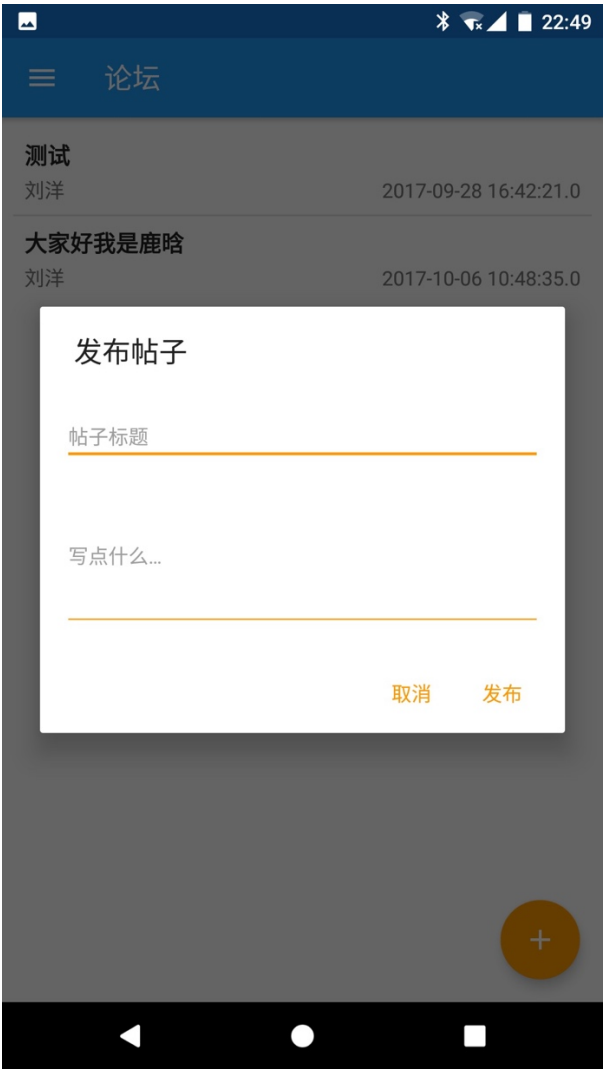 22:49
论坛
测试
刘洋 2017-09-28 16:42:21.0
大家好我是鹿晗
刘洋 2017-10-06 10:48:35.0
发布帖子
帖子标题
写点什么...
取消 发布